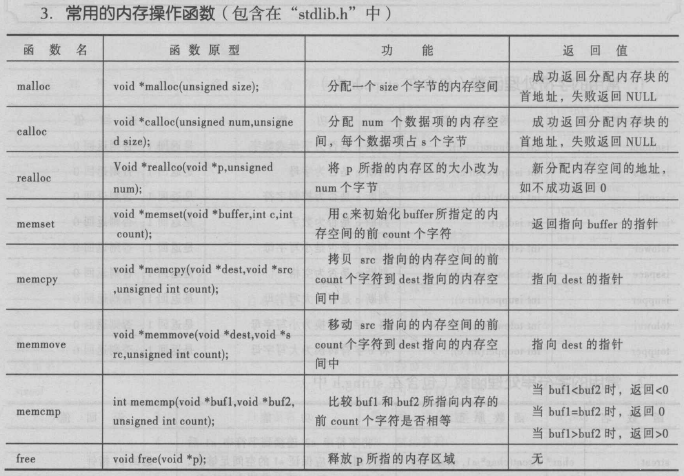 3. 常用的内存操作函数（包含在“stdlib.h”中）
函 数 名 函 数 原 型 功 能 返 回 值
malloc void *malloc(unsigned size); 分配一个 size 个字节的内存空间 成功返回分配内存块的
首地址，失败返回 NULL
calloc void *calloc(unsigned num,unsigne
d size); 分配 num 个数据项的内存空
间，每个数据项占 s 个字节 成功返回分配内存块的
首地址，失败返回 NULL
realloc Void *reallco(void *p,unsigned
num); 将 p 所指的内存区的大小改为
num 个字节 新分配内存空间的地址，
如不成功返回 0
memset void *memset(void *buffer,int c,int
count); 用 c 来初始化 buffer 所指定的内
存空间的前 count 个字符 返回指向 buffer 的指针
memcpy void *memcpy(void *dest,void *src
,unsigned int count); 拷贝 src 指向的内存空间的前
count 个字符到 dest 指向的内存空
间中 指向 dest 的指针
memmove void *memmove(void *dest,void *s
rc,unsigned int count); 移动 src 指向的内存空间的前
count 个字符到 dest 指向的内存空
间中 指向 dest 的指针
memcmp int memcmp(void *buf1,void *buf2,
unsigned int count); 比较 buf1 和 buf2 所指向内存的
前 count 个字符是否相等 当 buf1<buf2 时，返回<0
当 buf1=buf2 时，返回 0
当 buf1>buf2 时，返回>0
free void free(void *p); 释放 p 所指的内存区域 无